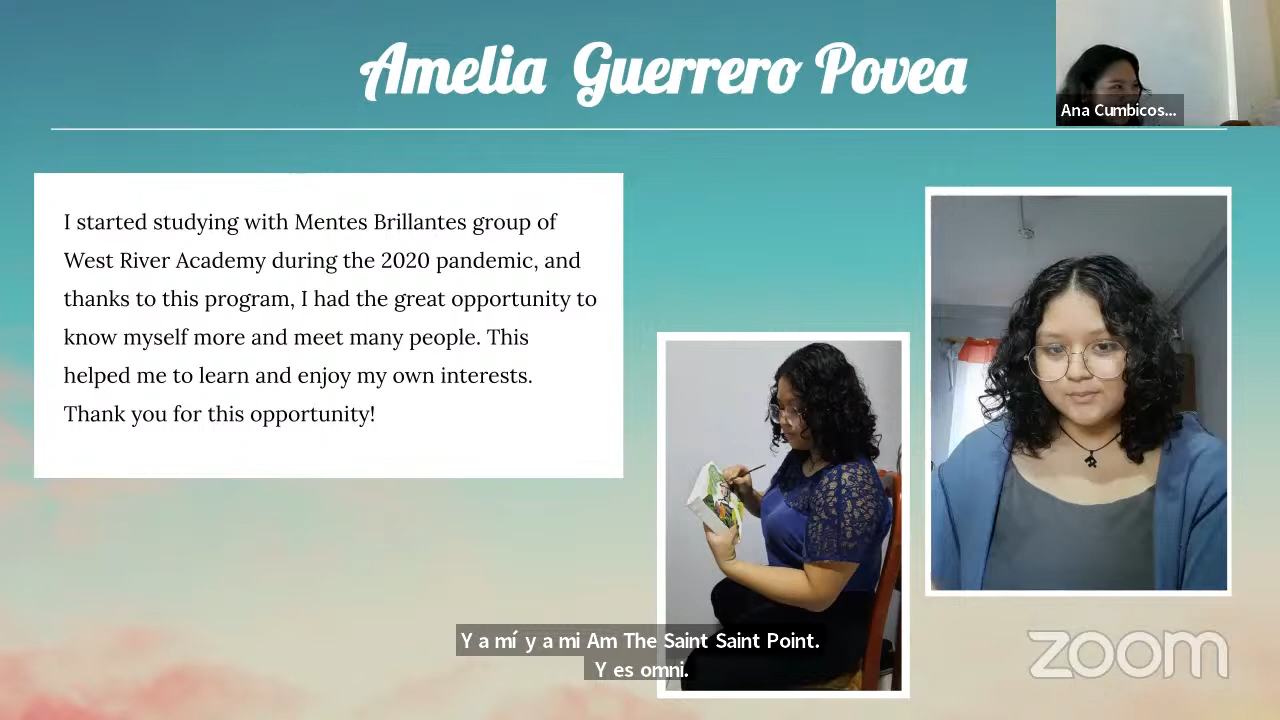 Amelia Guerrero Povea
Ana Cumbicos...
I started studying with Mentes Brillantes group of
West River Academy during the 2020 pandemic, and
thanks to this program, I had the great opportunity to
know myself more and meet many people. This
helped me to learn and enjoy my own interests.
Thank you for this opportunity!
Y a mí y a mi Am The Saint Saint Point.
Y es omni.
zoom